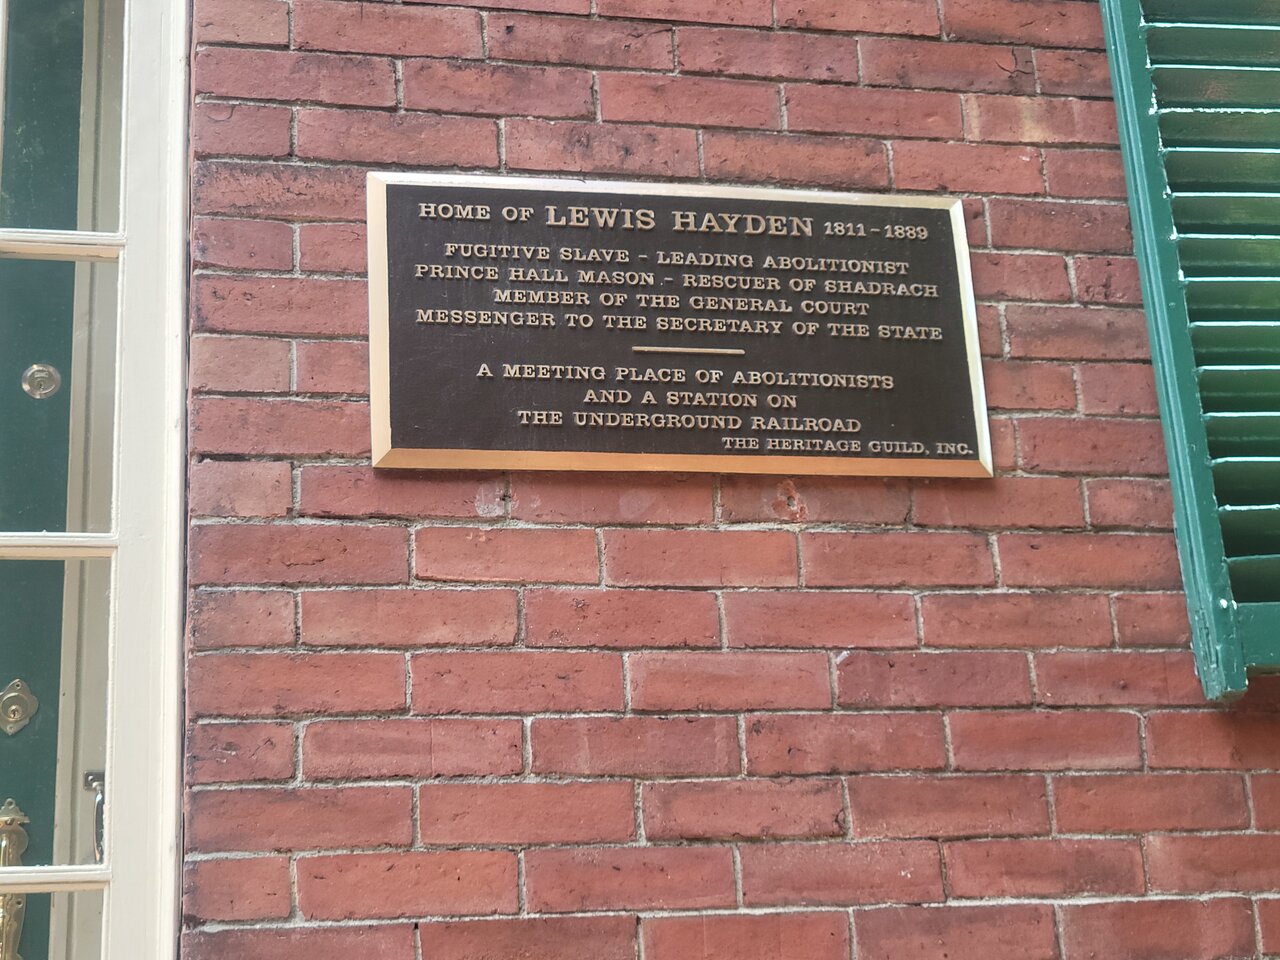 HOME OF LEWIS HAYDEN 1811-1889
FUGITIVE SLAVE - LEADING ABOLITIONIST
PRINCE HALL MASON - RESCUER OF SHADRACH
MEMBER OF THE GENERAL COURT
MESSENGER TO THE SECRETARY OF THE STATE
A MEETING PLACE OF ABOLITIONISTS
AND A STATION ON
THE UNDERGROUND RAILROAD
THE HERITAGE GUILD, INC.